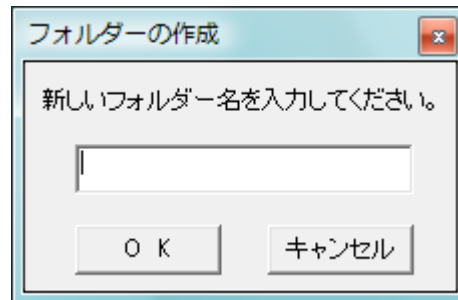 フォルダーの作成
新しいフォルダー名を入力してください。
ＯＫ
キャンセル